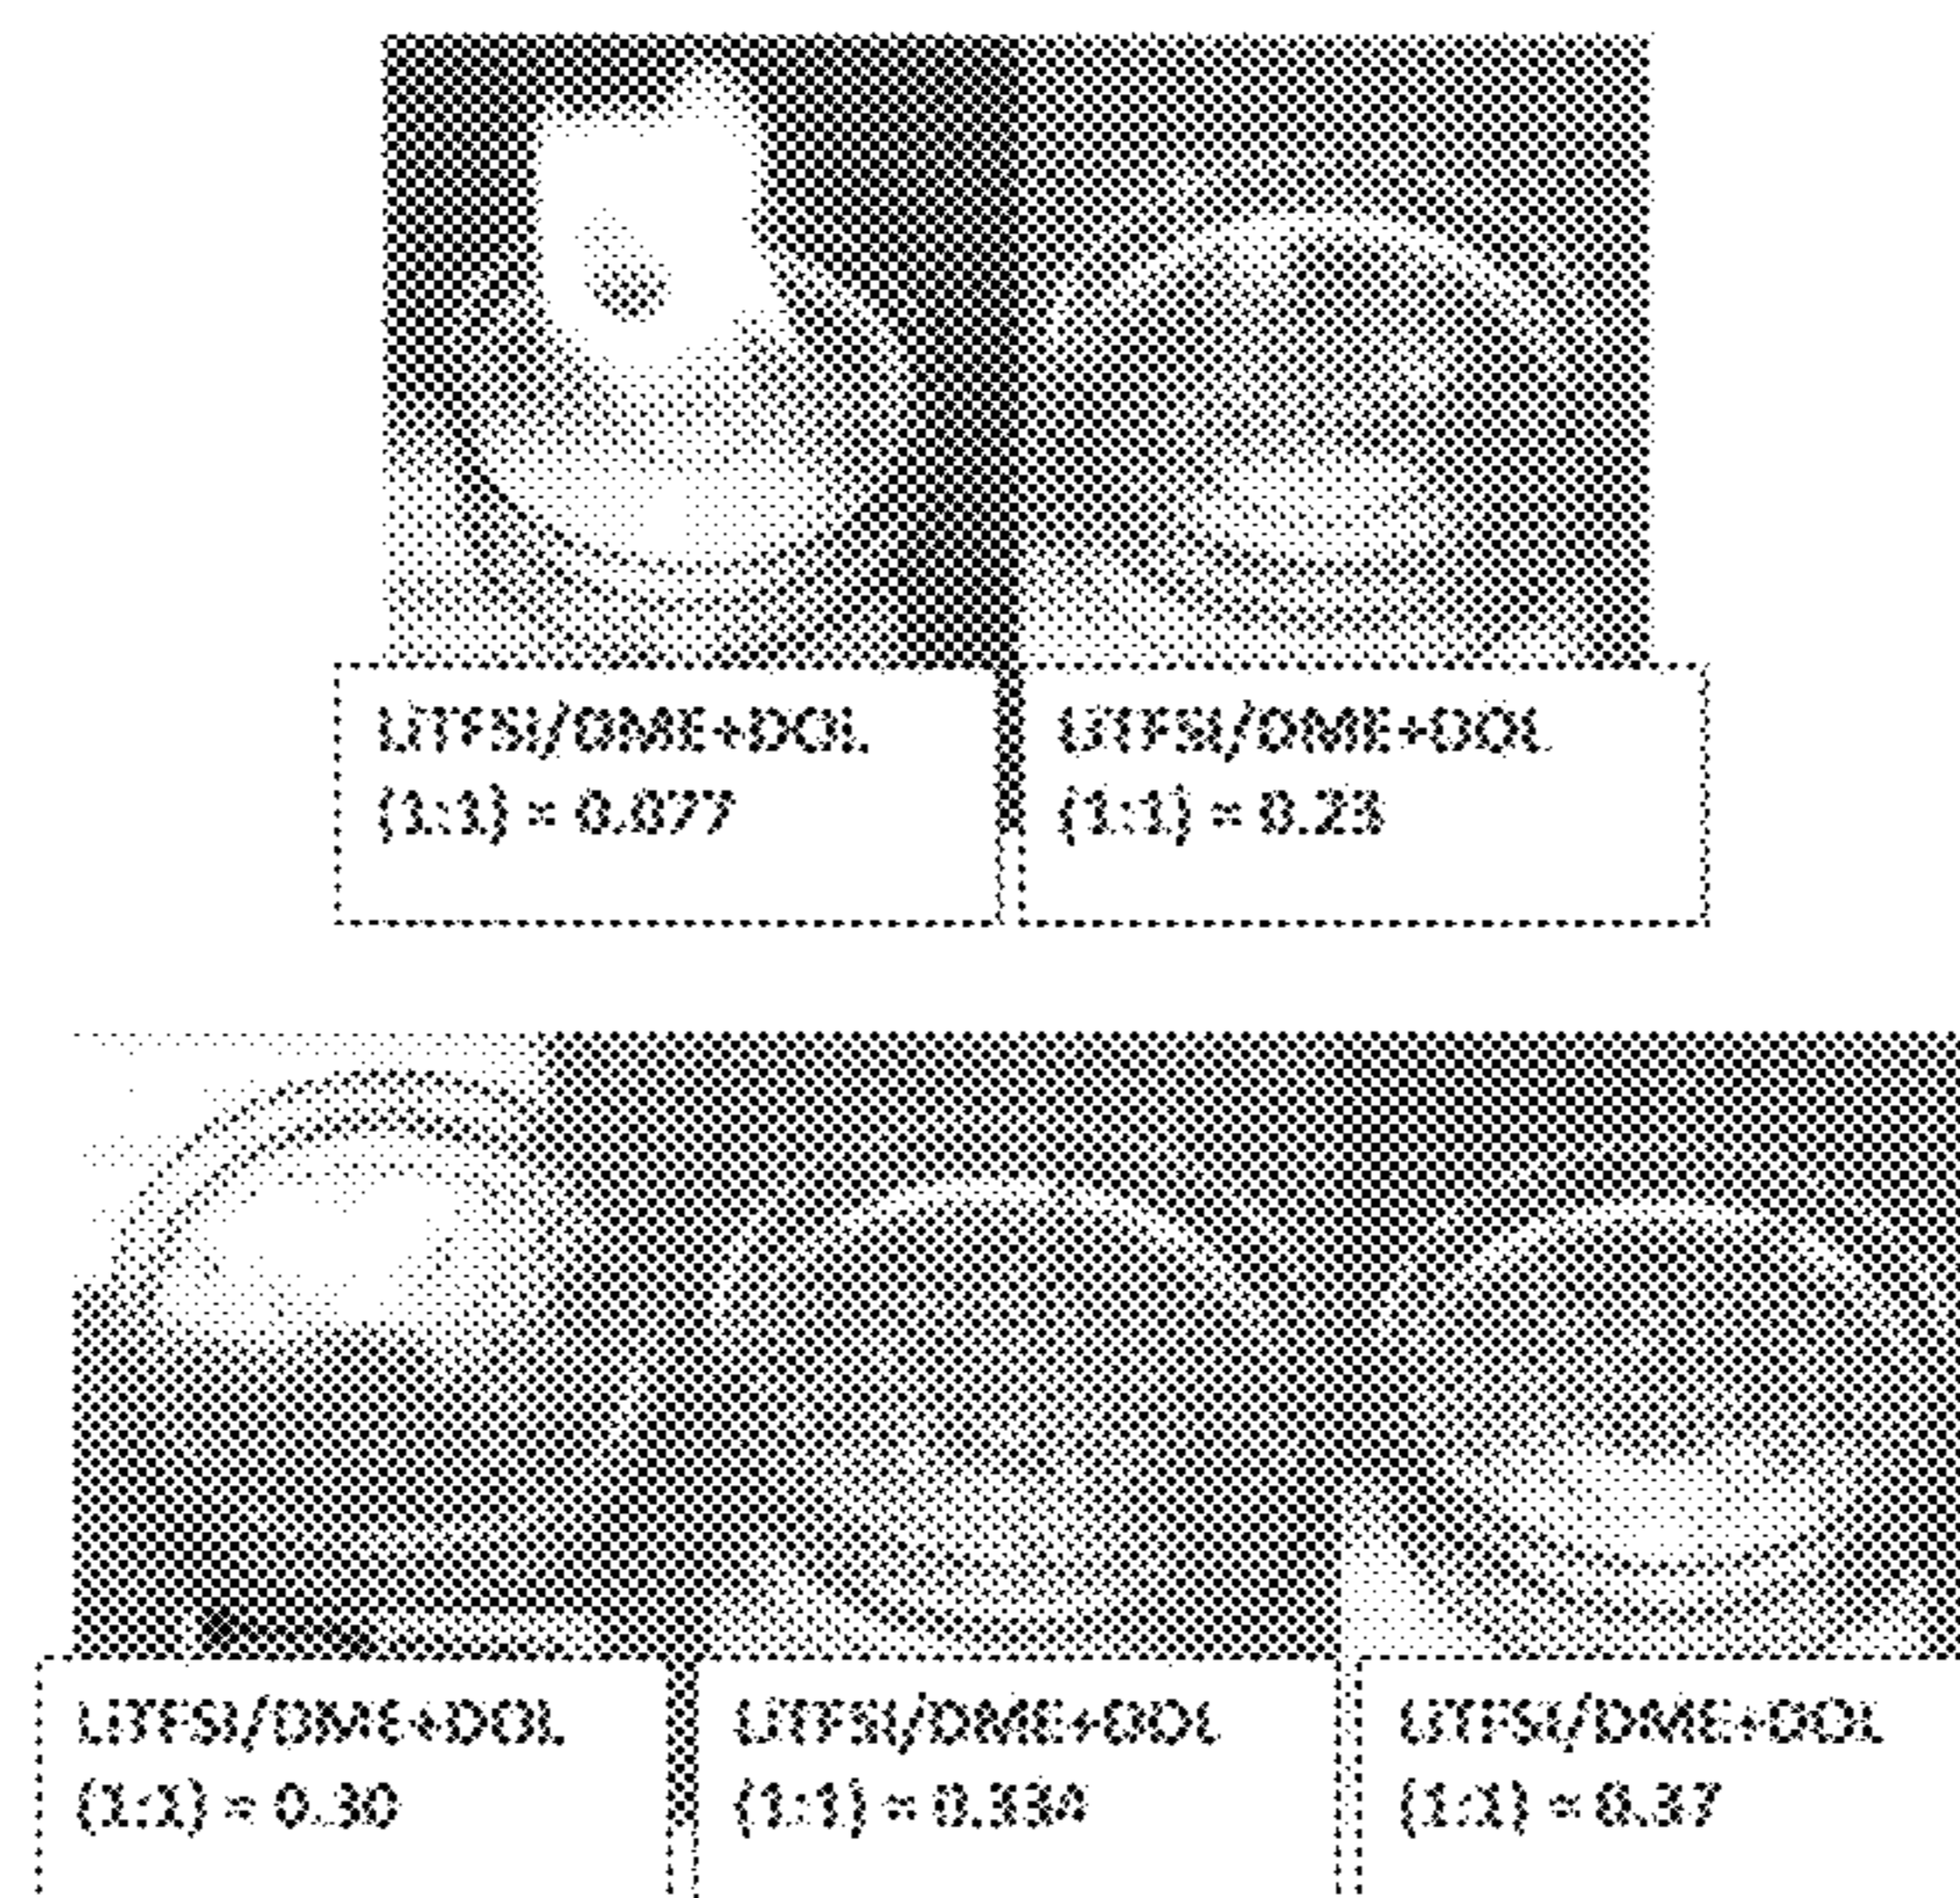 LiTFSI/DME+DOL
(1:1) = 0.077
LiTFSI/DME+DOL
(1:1) = 0.23
LiTFSI/DME+DOL
(1:1) = 0.30
LiTFSI/DME+DOL
(1:1) = 0.334
LiTFSI/DME+DOL
(1:1) = 0.37